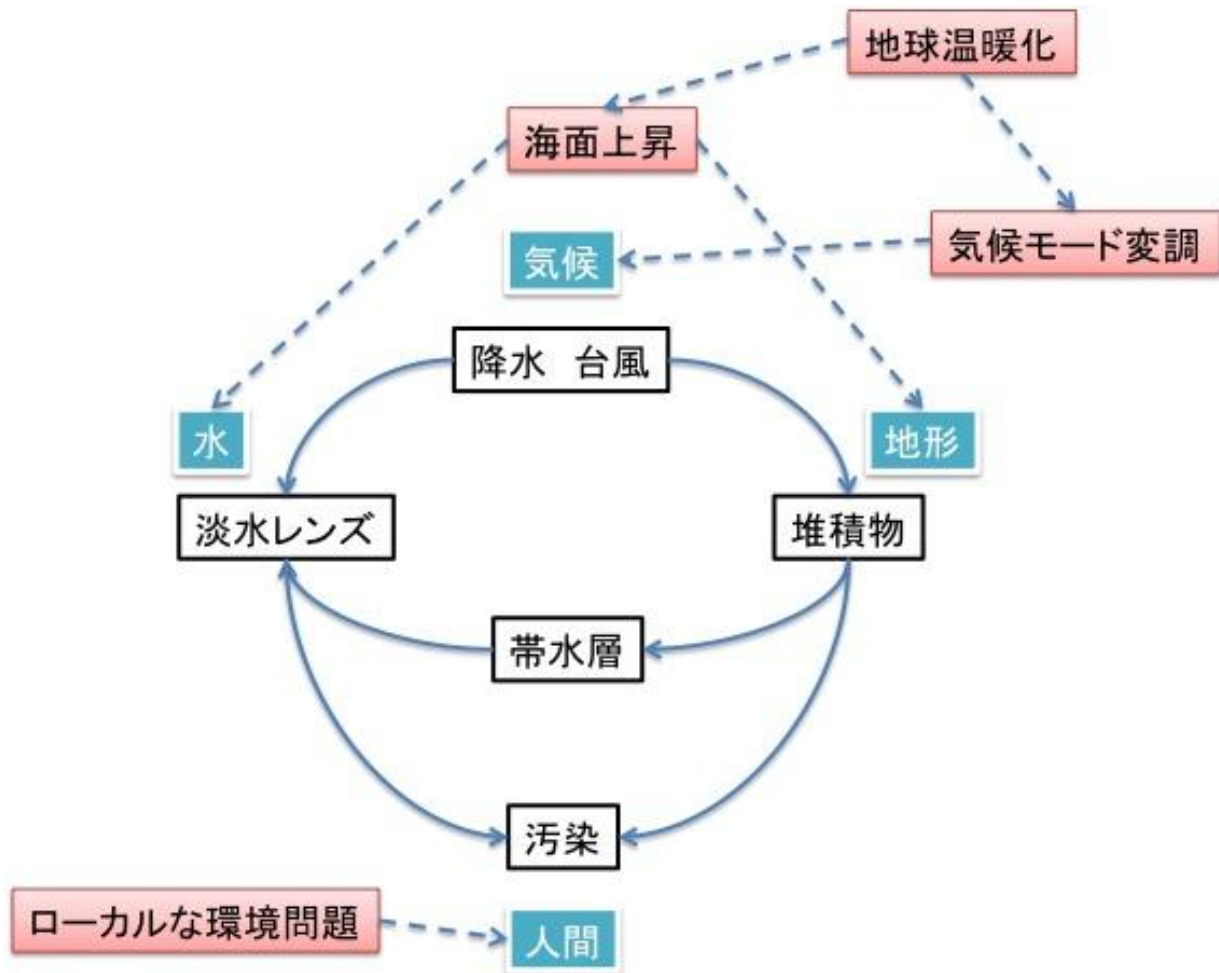 地球温暖化
海面上昇
気候モード変調
気候
降水 台風
水
地形
淡水レンズ
堆積物
帯水層
汚染
ローカルな環境問題
人間